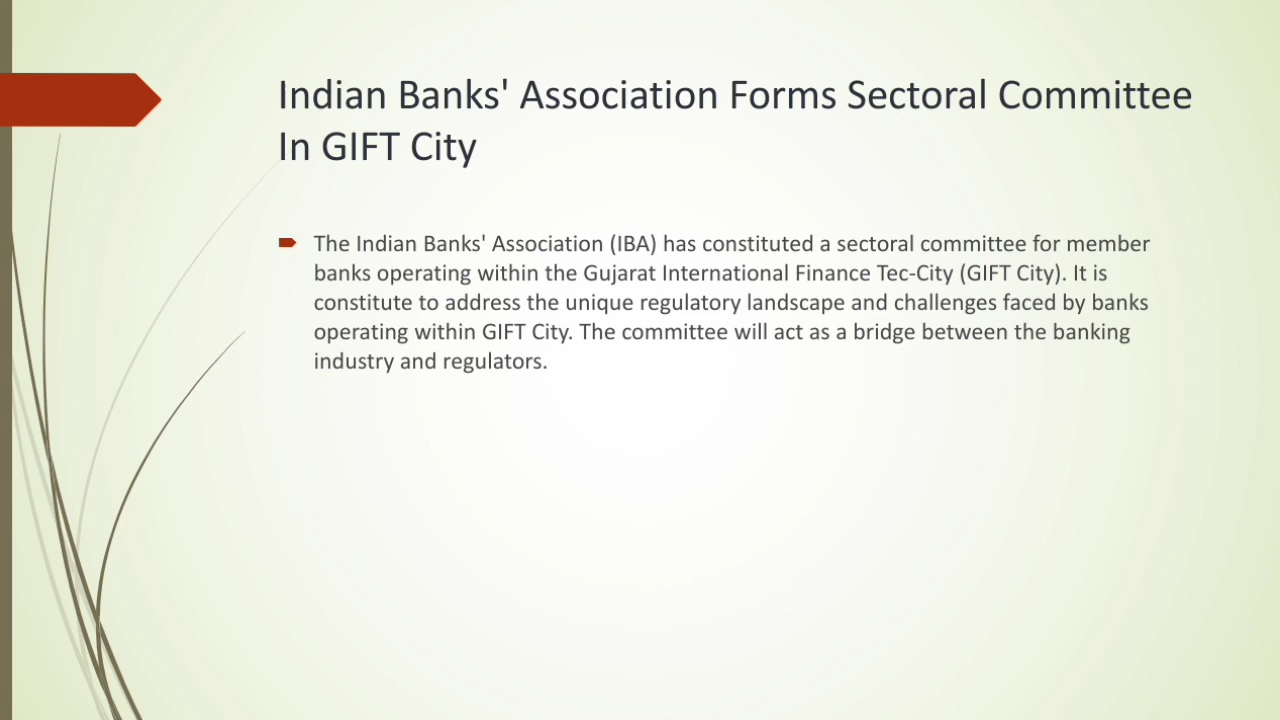 Indian Banks' Association Forms Sectoral Committee
In GIFT City
The Indian Banks' Association (IBA) has constituted a sectoral committee for member
banks operating within the Gujarat International Finance Tec-City (GIFT City). It is
constitute to address the unique regulatory landscape and challenges faced by banks
operating within GIFT City. The committee will act as a bridge between the banking
industry and regulators.